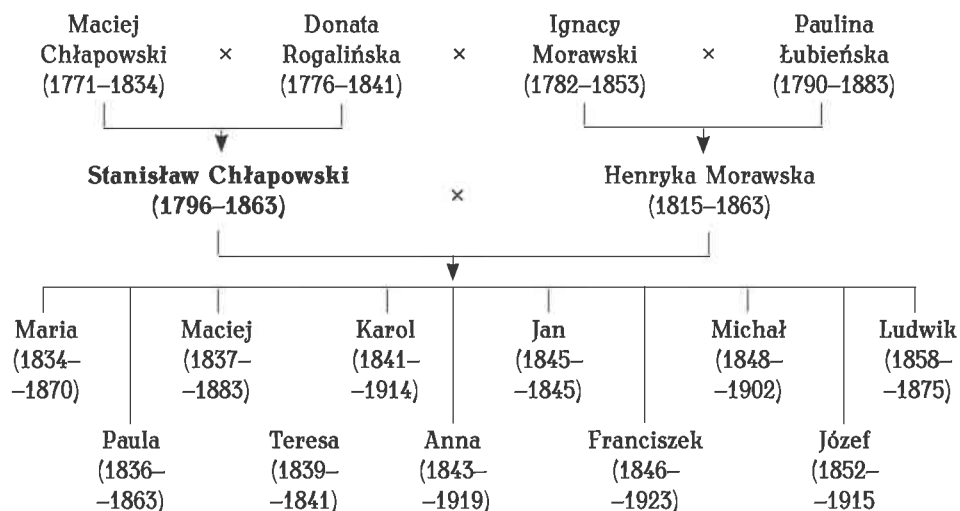 Maciej Donata Ignacy Paulina
Chłapowski × Rogalińska × Morawski × Łubieńska
(1771–1834) (1776–1841) (1782–1853) (1790–1883)
Stanisław Chłapowski × Henryka Morawska
(1796–1863) (1815–1863)
Maria Maciej Karol Jan Michał Ludwik
(1834– (1837– (1841– (1845– (1848– (1858–
–1870) –1883) –1914) –1845) –1902) –1875)
Paula Teresa Anna Franciszek Józef
(1836– (1839– (1843– (1846– (1852–
–1863) –1841) –1919) –1923) –1915